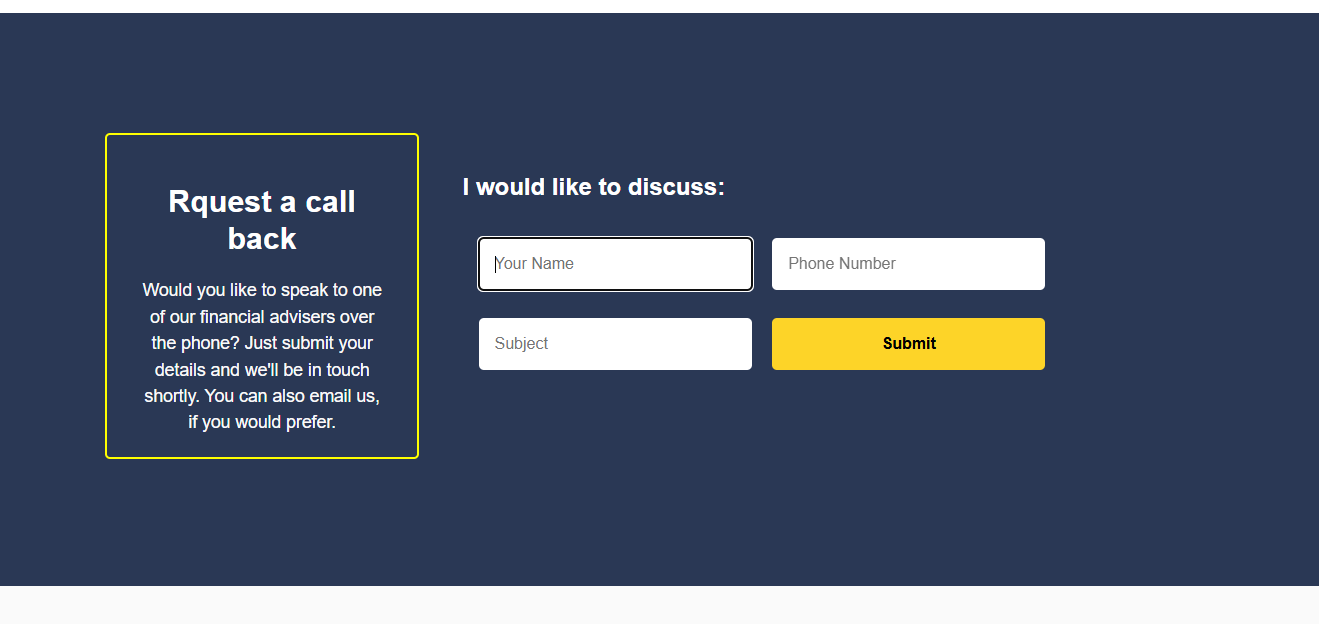 Rquest a call
back
Would you like to speak to one
of our financial advisers over
the phone? Just submit your
details and we'll be in touch
shortly. You can also email us,
if you would prefer.
I would like to discuss:
Your Name
Phone Number
Subject
Submit